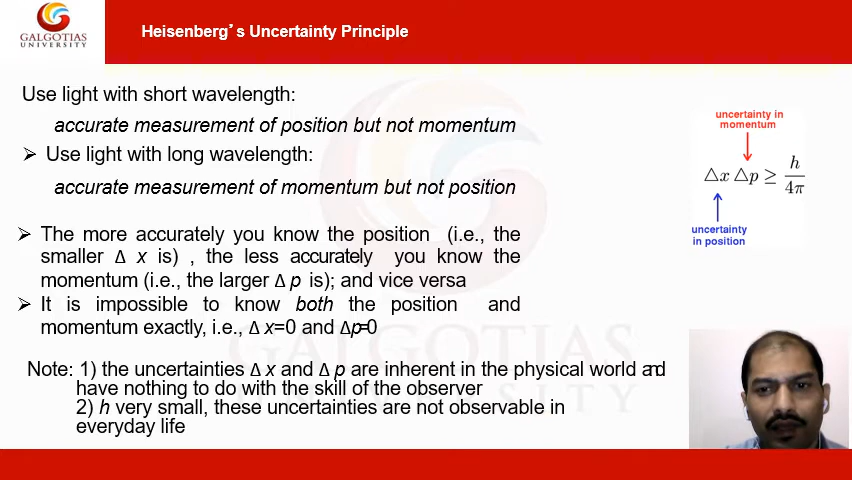 GALGOTIAS
UNIVERSITY
Heisenberg's Uncertainty Principle
Use light with short wavelength:
accurate measurement of position but not momentum
➢ Use light with long wavelength:
accurate measurement of momentum but not position
➢ The more accurately you know the position (i.e., the
smaller Δ x is) , the less accurately you know the
momentum (i.e., the larger Δ p is); and vice versa
➢ It is impossible to know both the position and
momentum exactly, i.e., Δ x=0 and Δp=0
Note: 1) the uncertainties Δ x and Δ p are inherent in the physical world and
have nothing to do with the skill of the observer
2) h very small, these uncertainties are not observable in
everyday life
uncertainty in
momentum
△x △p ≥ h/4π
uncertainty
in position
GALGOTIAS
UNIVERSITY